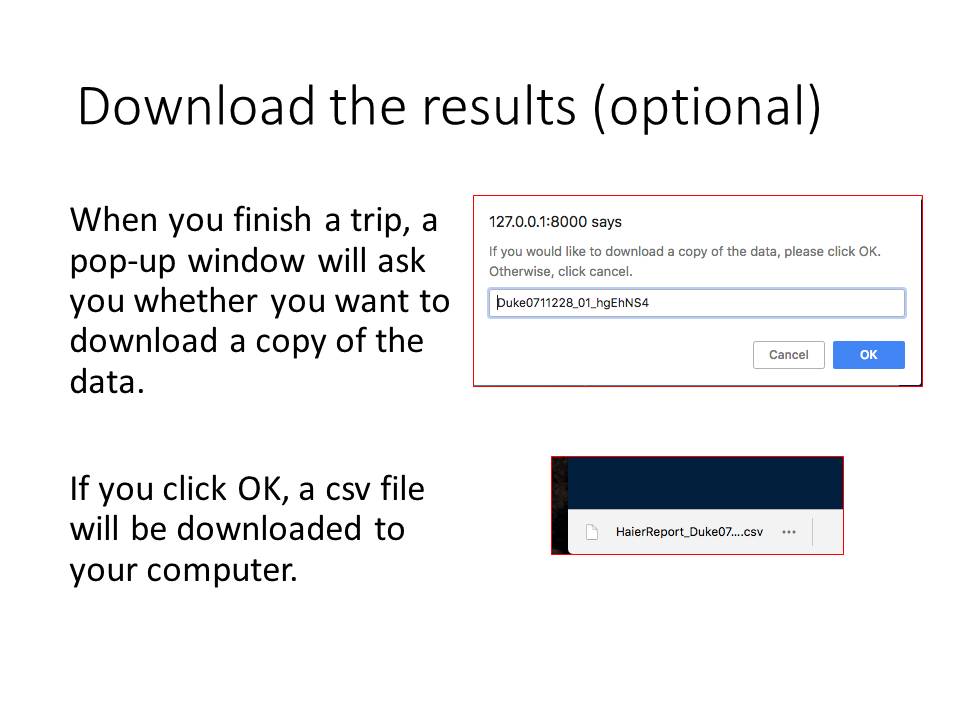 Download the results (optional)
When you finish a trip, a
pop-up window will ask
you whether you want to
download a copy of the
data.
If you click OK, a csv file
will be downloaded to
your computer.
127.0.0.1:8000 says
If you would like to download a copy of the data, please click OK.
Otherwise, click cancel.
Duke0711228_01_hgEhNS4
Cancel OK
HaierReport_Duke07....csv